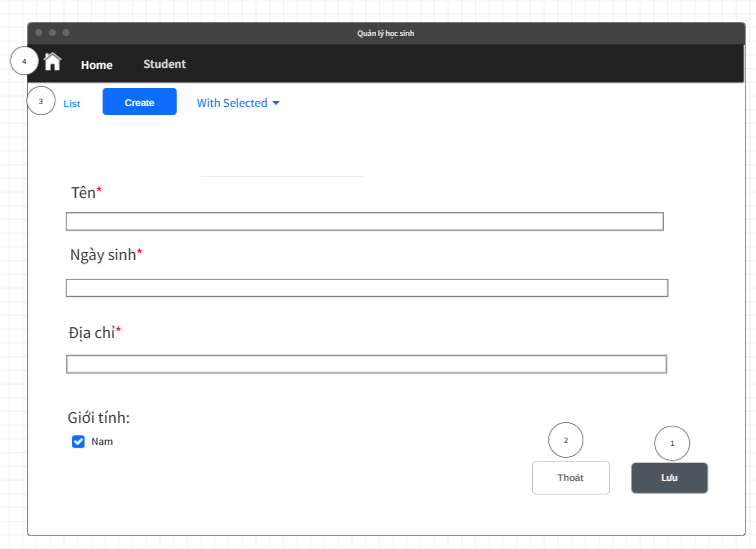 Quản lý học sinh
4 Home Student
3 List Create With Selected
Tên*
Ngày sinh*
Địa chỉ*
Giới tính:
Nam
2 1
Thoát Lưu